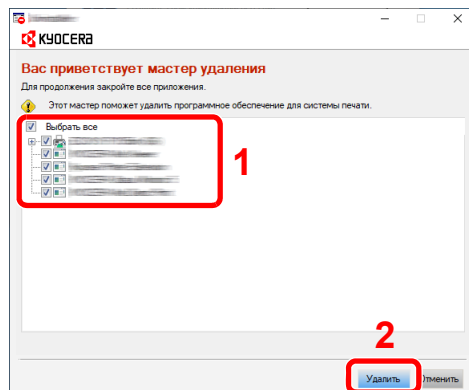 KYOCERA
Вас приветствует мастер удаления
Для продолжения закройте все приложения.
Этот мастер поможет удалить программное обеспечение для системы печати.
Выбрать все
1
2
Удалить Отменить